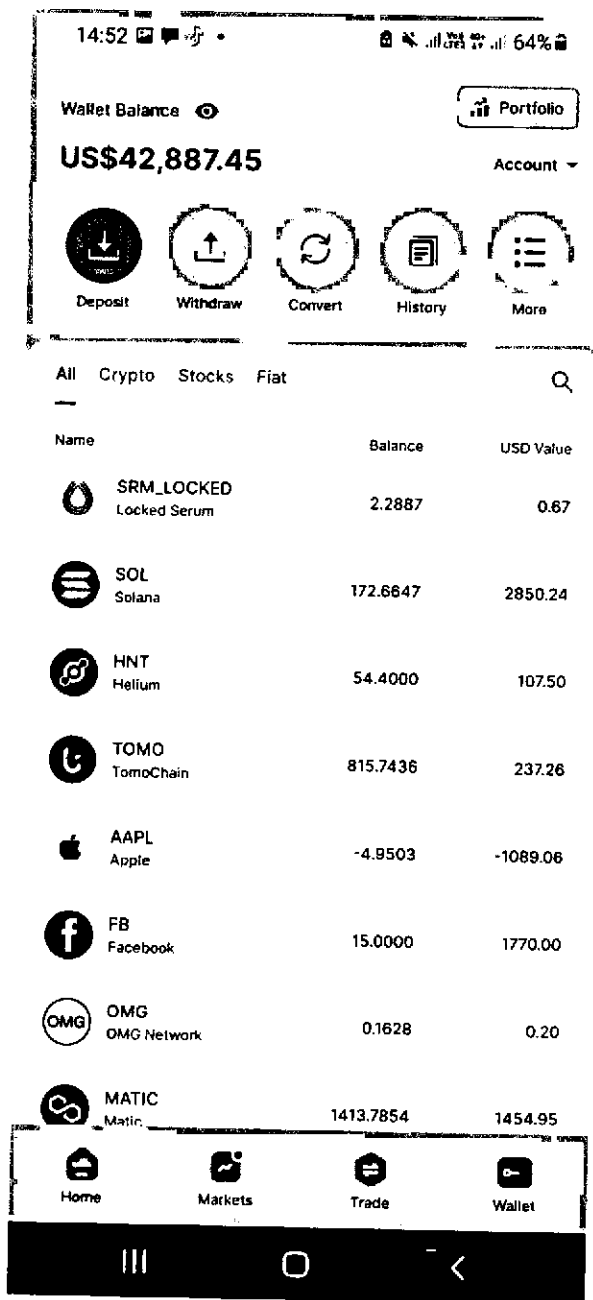 14:52 64%
Wallet Balance Portfolio
US$42,887.45 Account
Deposit Withdraw Convert History More
All Crypto Stocks Fiat
Name Balance USD Value
SRM_LOCKED
Locked Serum 2.2887 0.67
SOL
Solana 172.6647 2850.24
HNT
Helium 54.4000 107.50
TOMO
TomoChain 815.7436 237.26
AAPL
Apple -4.9503 -1089.06
FB
Facebook 15.0000 1770.00
OMG OMG
OMG Network 0.1628 0.20
MATIC
Matic 1413.7854 1454.95
Home Markets Trade Wallet